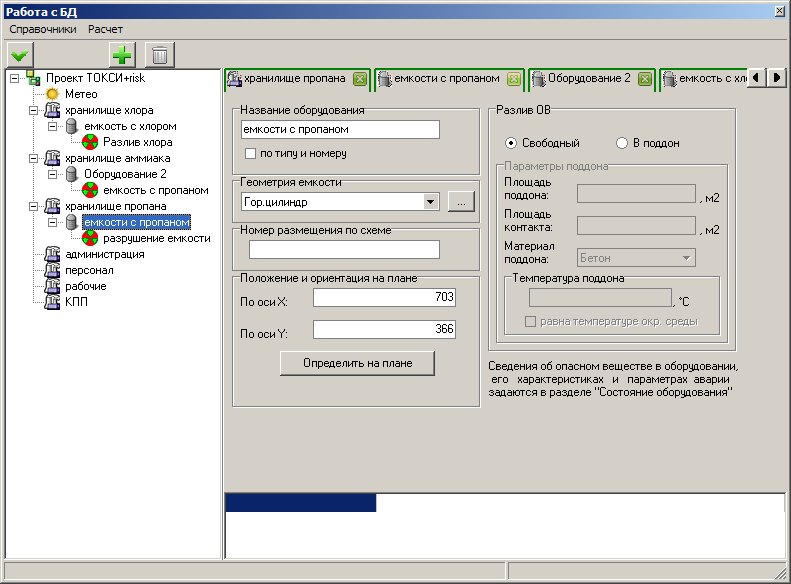 Работа с БД
Справочники Расчет
Проект ТОКСИ+risk
Метео
хранилище хлора
емкость с хлором
Разлив хлора
хранилище аммиака
Оборудование 2
емкость с пропаном
хранилище пропана
емкости с пропаном
разрушение емкости
администрация
персонал
рабочие
КПП
хранилище пропана
емкости с пропаном
Оборудование 2
емкость с хло
Название оборудования
емкости с пропаном
по типу и номеру
Геометрия емкости
Гор.цилиндр
...
Номер размещения по схеме
Положение и ориентация на плане
По оси X: 703
По оси Y: 366
Определить на плане
Разлив ОВ
Свободный В поддон
Параметры поддона
Площадь
поддона: , м2
Площадь
контакта: , м2
Материал
поддона: Бетон
Температура поддона
, °C
равна температуре окр. среды
Сведения об опасном веществе в оборудовании,
его характеристиках и параметрах аварии
задаются в разделе "Состояние оборудования"